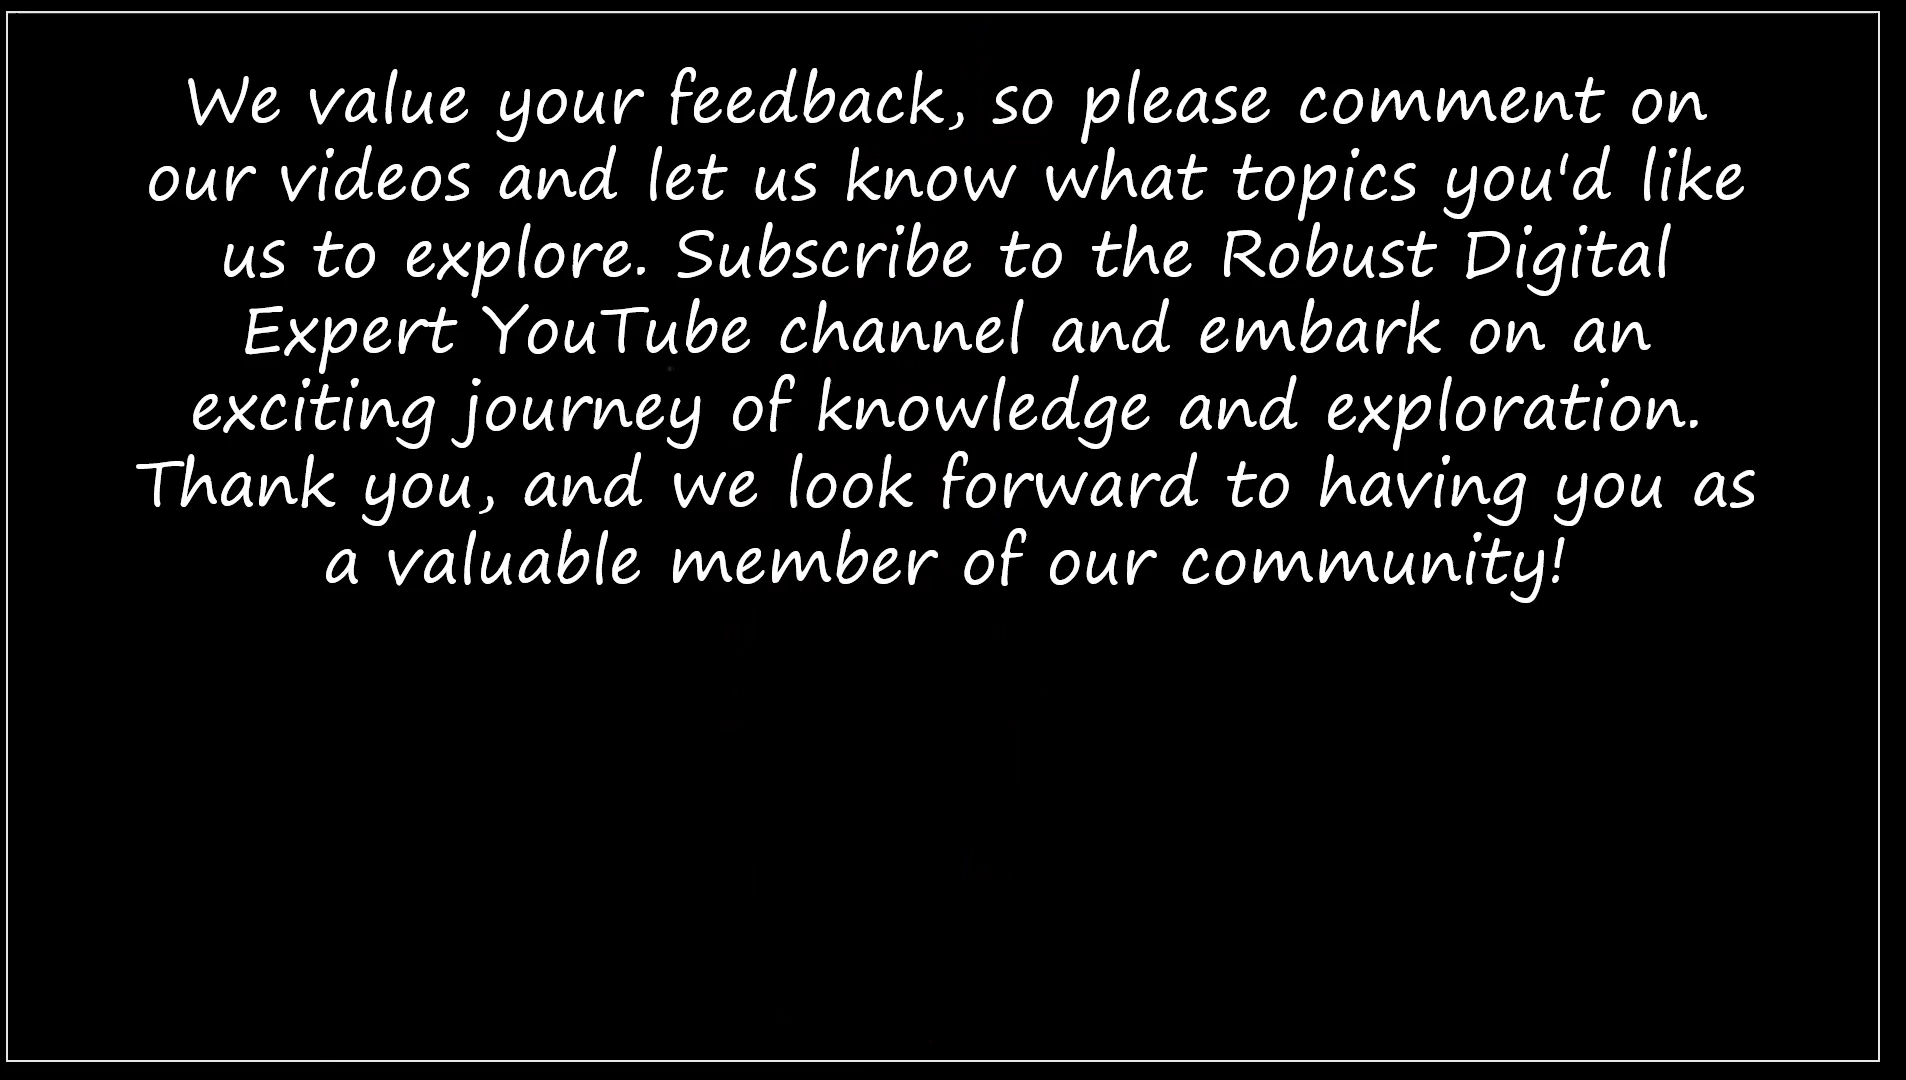 We value your feedback, so please comment on
our videos and let us know what topics you'd like
us to explore. Subscribe to the Robust Digital
Expert YouTube channel and embark on an
exciting journey of knowledge and exploration.
Thank you, and we look forward to having you as
a valuable member of our community!